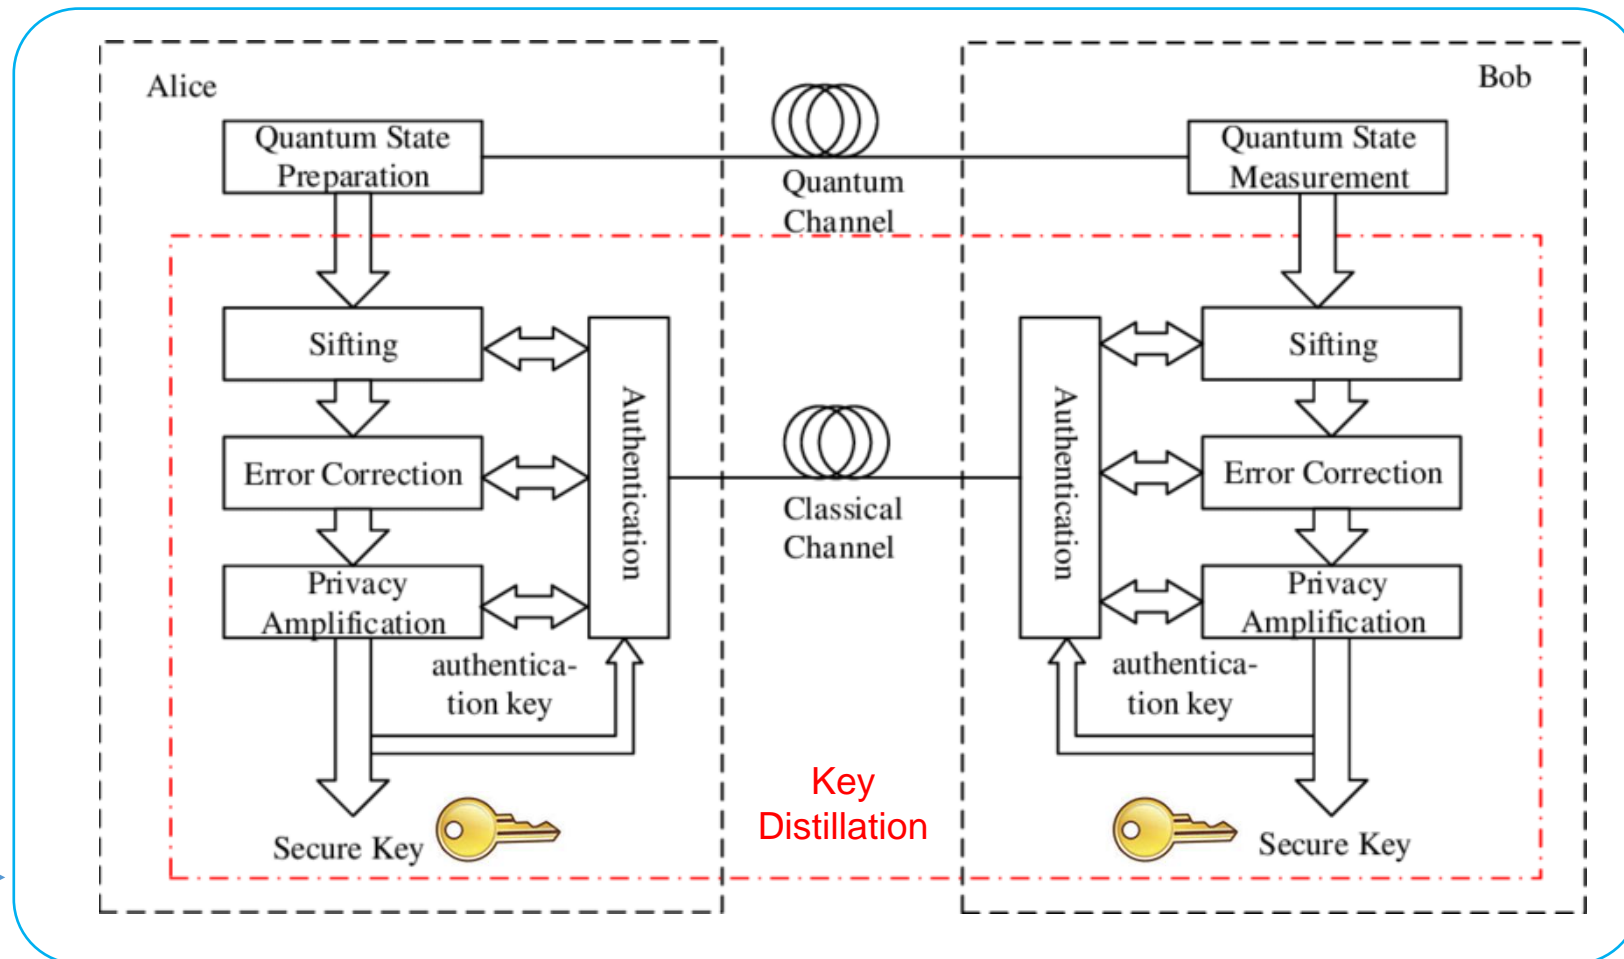 Alice
Bob
Quantum State
Preparation
Quantum
Channel
Quantum State
Measurement
Sifting
Error Correction
Privacy
Amplification
Authentication
authentica-
tion key
Secure Key
Classical
Channel
Key
Distillation
Authentication
Sifting
Error Correction
Privacy
Amplification
authentica-
tion key
Secure Key